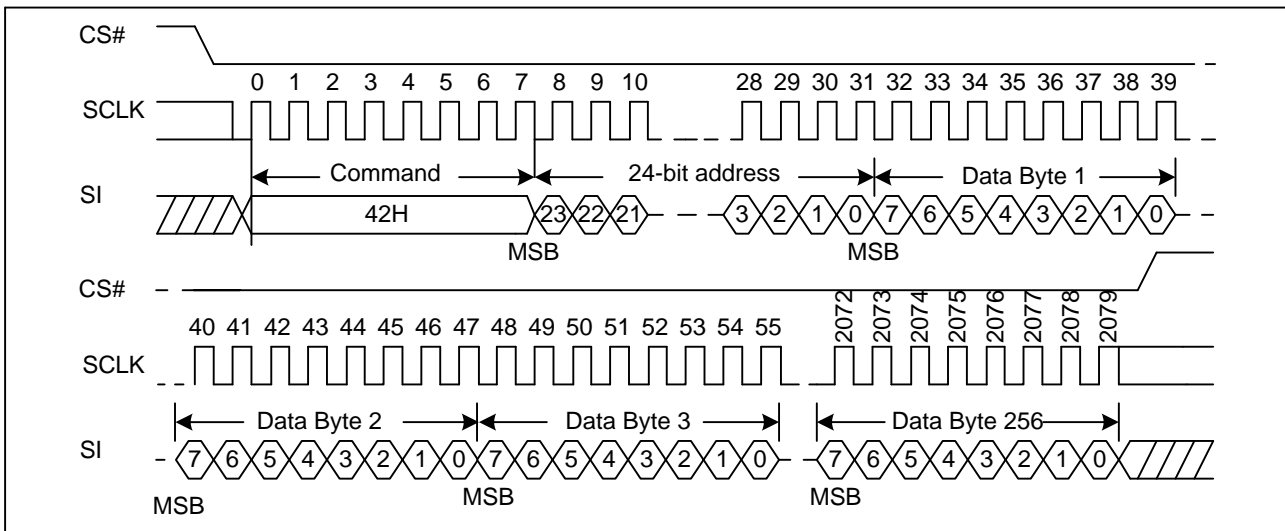 CS#
0 1 2 3 4 5 6 7 8 9 10 28 29 30 31 32 33 34 35 36 37 38 39
SCLK
Command 24-bit address Data Byte 1
SI
42H 23 22 21 3 2 1 0 7 6 5 4 3 2 1 0
MSB MSB
CS#
40 41 42 43 44 45 46 47 48 49 50 51 52 53 54 55 2072 2073 2074 2075 2076 2077 2078 2079
SCLK
Data Byte 2 Data Byte 3 Data Byte 256
SI
7 6 5 4 3 2 1 0 7 6 5 4 3 2 1 0 7 6 5 4 3 2 1 0
MSB MSB MSB